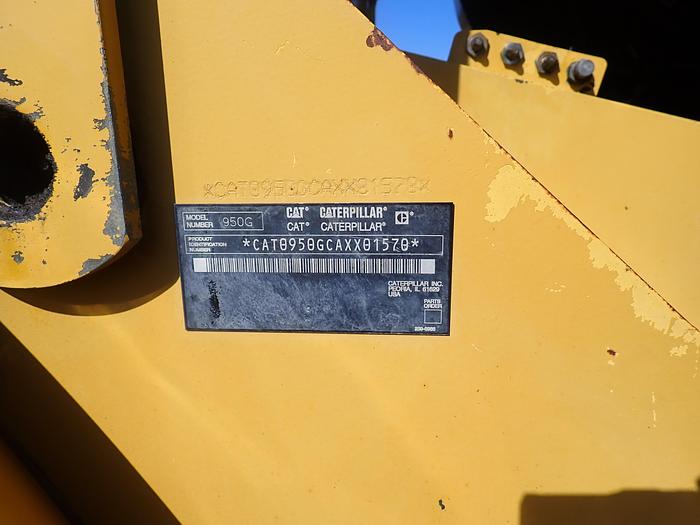 *CAT0950GCAXX01570*
MODEL NUMBER 950G
CAT® CATERPILLAR C
CAT® CATERPILLAR®
PRODUCT IDENTIFICATION NUMBER
*CAT0950GCAXX01570*
CATERPILLAR INC.
PEORIA, IL 61629
USA
PARTS
ORDER